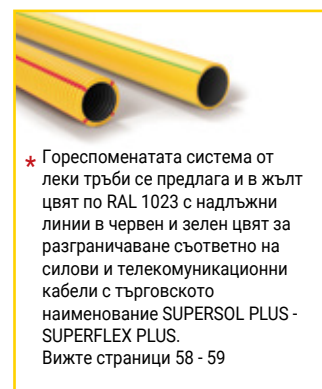 * Гореспоменатата система от
леки тръби се предлага и в жълт
цвят по RAL 1023 с надлъжни
линии в червен и зелен цвят за
разграничаване съответно на
силови и телекомуникационни
кабели с търговското
наименование SUPERSOL PLUS -
SUPERFLEX PLUS.
Вижте страници 58 - 59